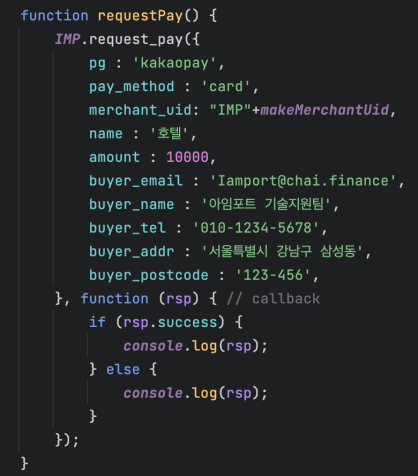 function requestPay() {
    IMP.request_pay({
        pg : 'kakaopay',
        pay_method : 'card',
        merchant_uid: "IMP"+makeMerchantUid,
        name : '호텔',
        amount : 10000,
        buyer_email : 'Iamport@chai.finance',
        buyer_name : '아임포트 기술지원팀',
        buyer_tel : '010-1234-5678',
        buyer_addr : '서울특별시 강남구 삼성동',
        buyer_postcode : '123-456',
    }, function (rsp) { // callback
        if (rsp.success) {
            console.log(rsp);
        } else {
            console.log(rsp);
        }
    });
}